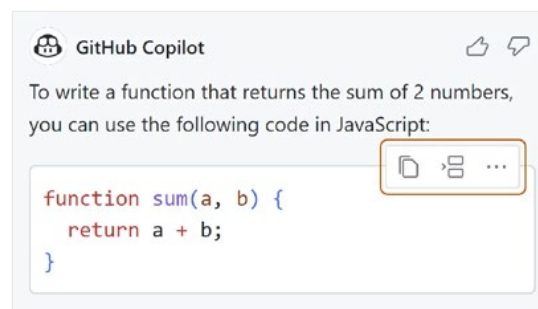 GitHub Copilot
To write a function that returns the sum of 2 numbers,
you can use the following code in JavaScript:
function sum(a, b) {
  return a + b;
}